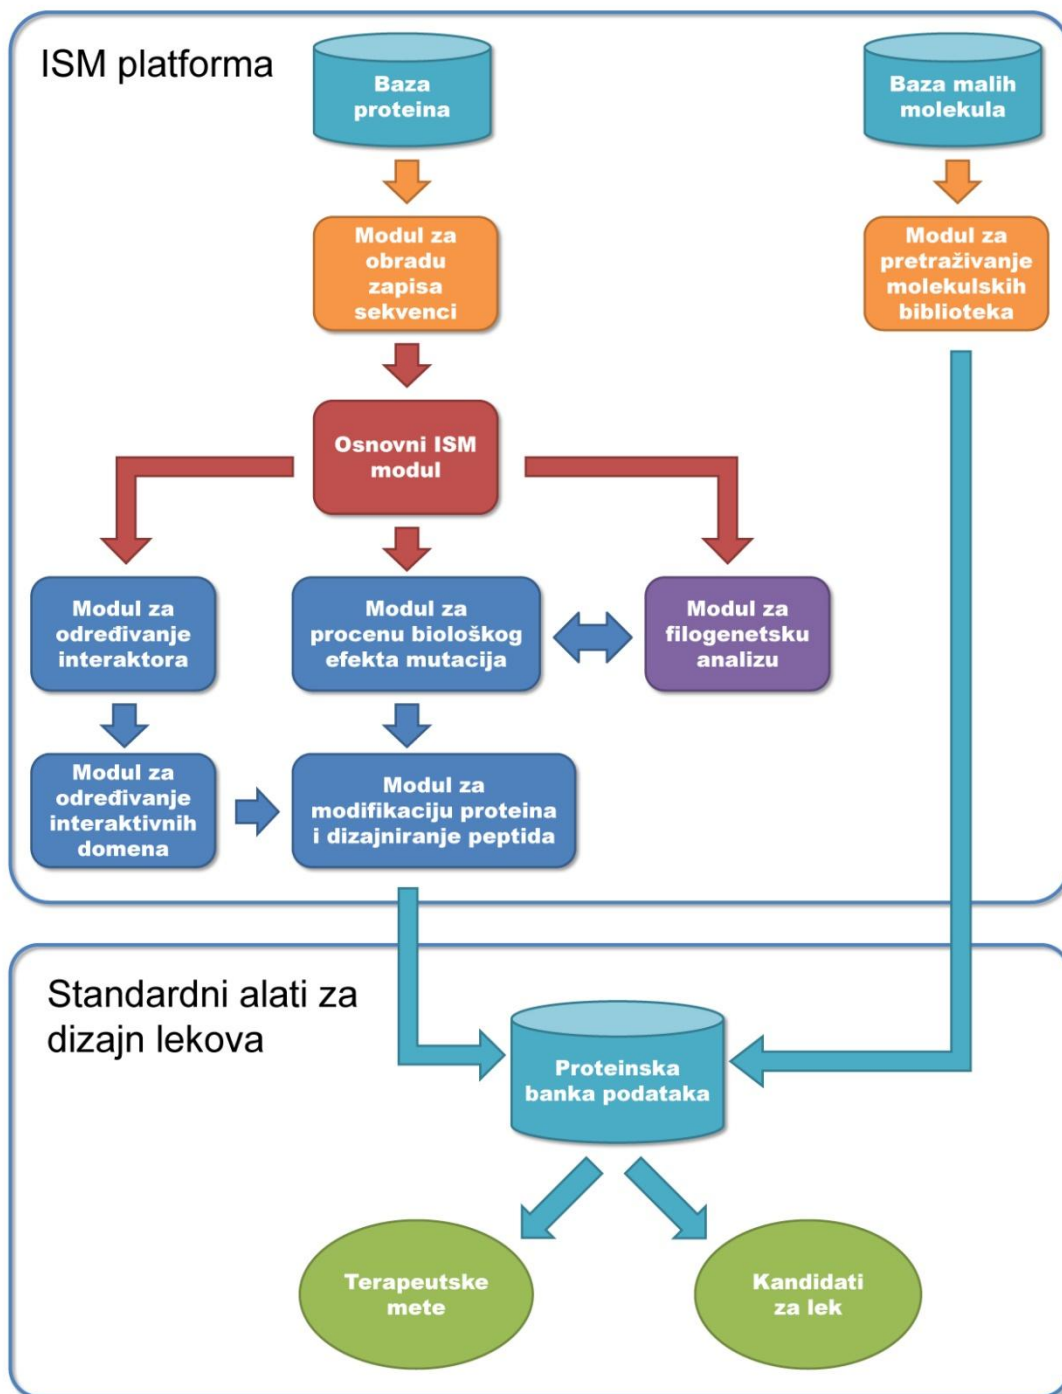 ISM platforma
Baza
proteina
Baza malih
molekula
Modul za
obradu
zapisa
sekvenci
Modul za
pretraživanje
molekulskih
biblioteka
Osnovni ISM
modul
Modul za
određivanje
interaktora
Modul za
procenu biološkog
efekta mutacija
Modul za
filogenetsku
analizu
Modul za
određivanje
interaktivnih
domena
Modul za
modifikaciju proteina
i dizajniranje peptida
Standardni alati za
dizajn lekova
Proteinska
banka podataka
Terapeutske
mete
Kandidati
za lek